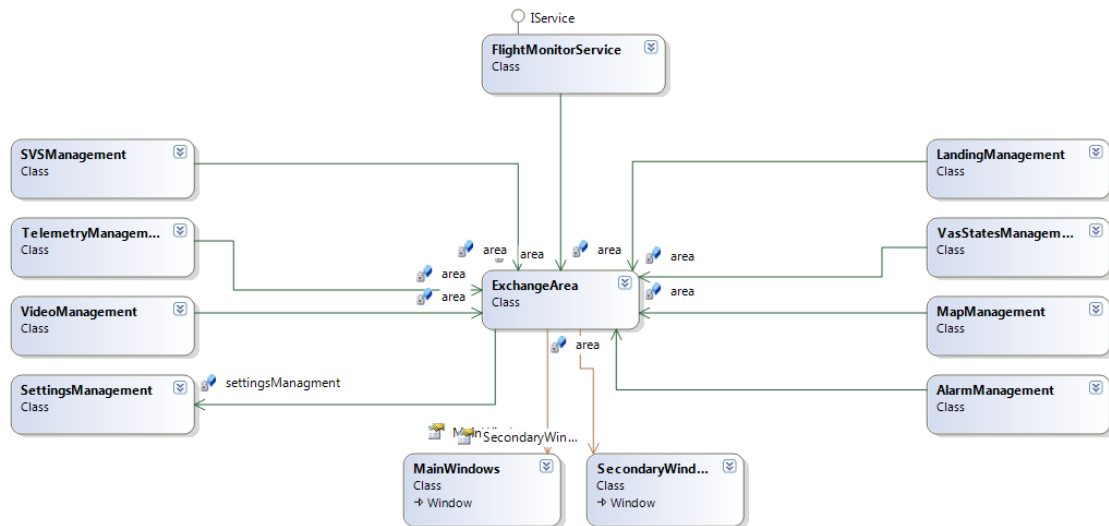 IService
FlightMonitorService
Class
SVSManagement
Class
LandingManagement
Class
TelemetryManagem...
Class
VasStatesManagem...
Class
area
area
area
area
area
area
ExchangeArea
Class
area
VideoManagement
Class
MapManagement
Class
area
SettingsManagement
Class
settingsManagment
AlarmManagement
Class
SecondaryWin...
MainWindows
Class
Window
SecondaryWind...
Class
Window